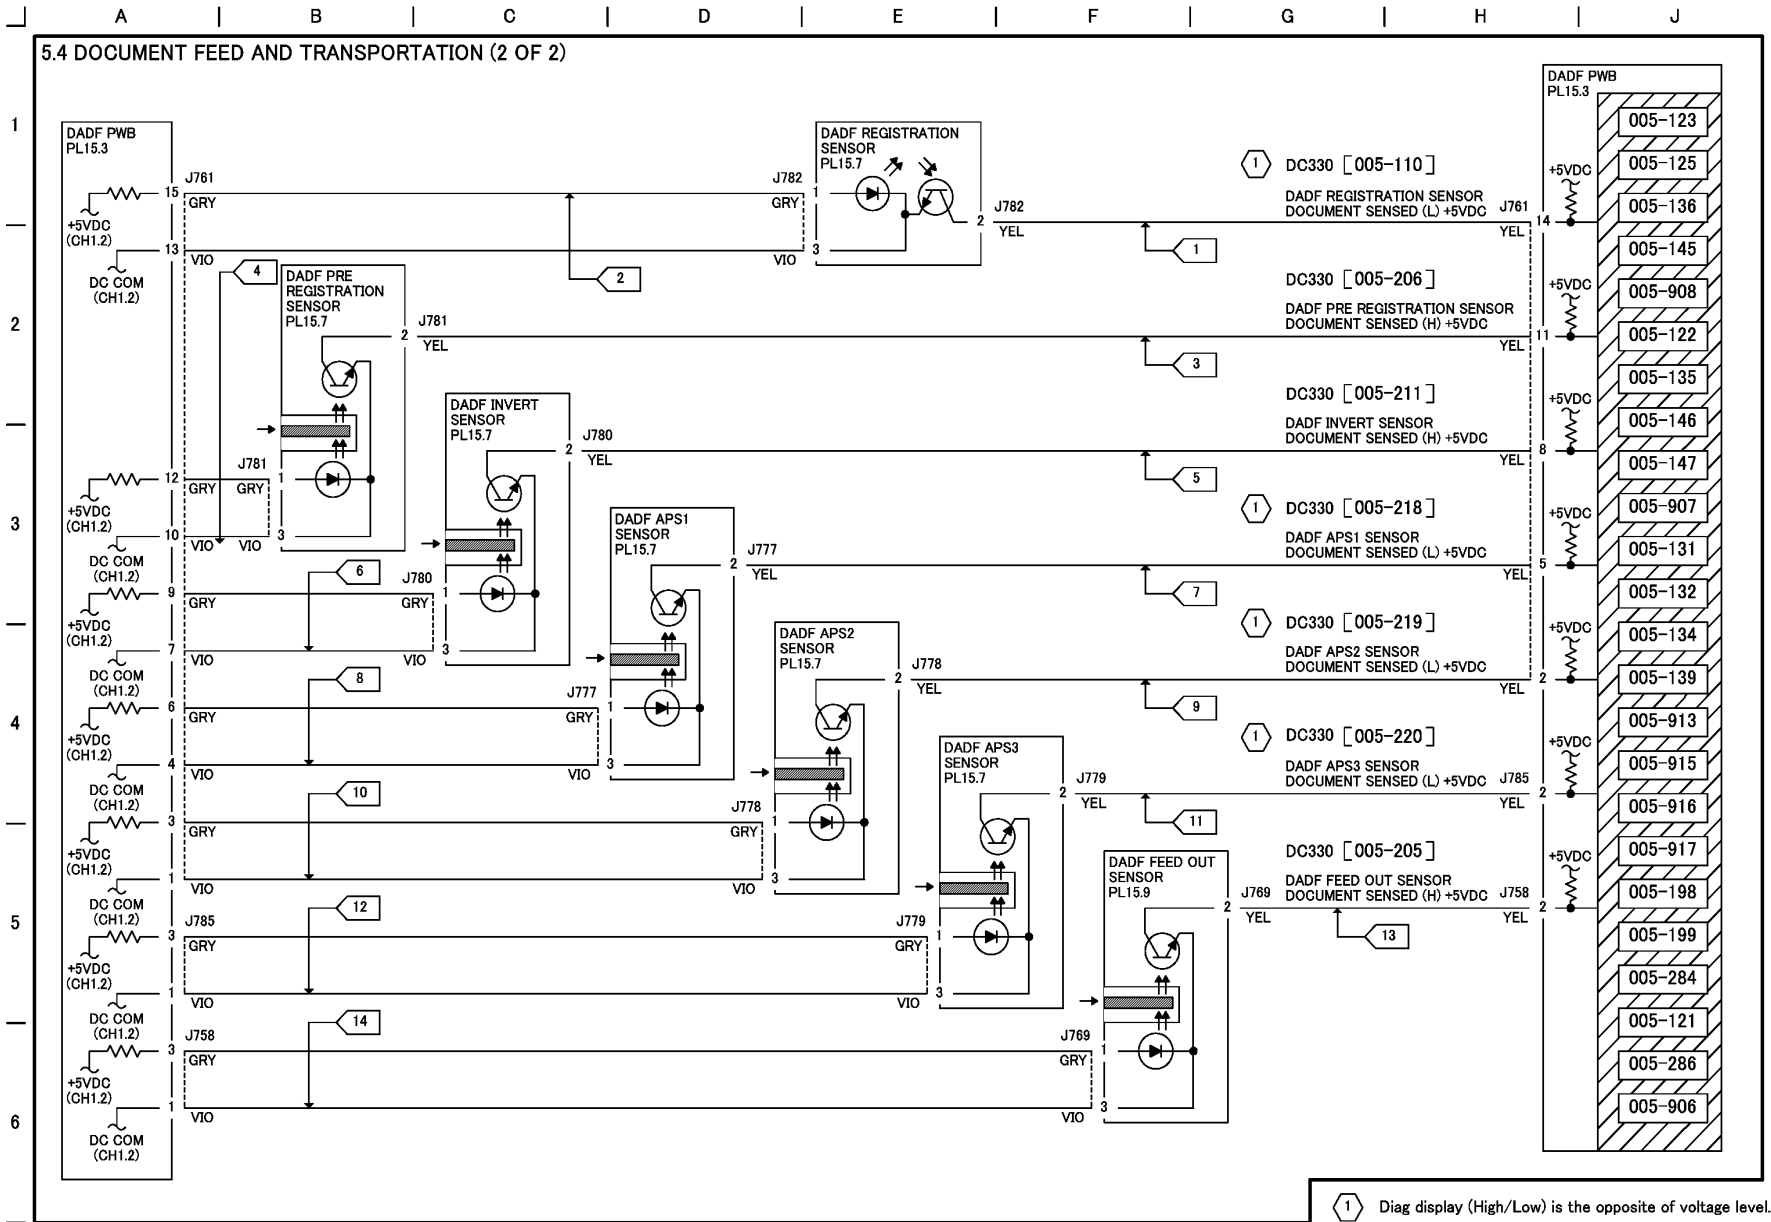 A B C D E F G H J
5.4 DOCUMENT FEED AND TRANSPORTATION (2 OF 2)
1
2
3
4
5
6
DADF PWB
PL15.3
+5VDC
(CH1.2)
15
J761
GRY
DC COM
(CH1.2)
13
VIO
+5VDC
(CH1.2)
12
GRY
DC COM
(CH1.2)
10
VIO
+5VDC
(CH1.2)
9
GRY
DC COM
(CH1.2)
7
VIO
+5VDC
(CH1.2)
6
GRY
DC COM
(CH1.2)
4
VIO
+5VDC
(CH1.2)
3
GRY
DC COM
(CH1.2)
1
VIO
+5VDC
(CH1.2)
3
J785
GRY
DC COM
(CH1.2)
1
VIO
+5VDC
(CH1.2)
3
J758
GRY
DC COM
(CH1.2)
1
VIO
2
4
6
8
10
12
14
DADF REGISTRATION
SENSOR
PL15.7
J782
GRY
1
VIO
3
2
J782
YEL
1
DADF PRE
REGISTRATION
SENSOR
PL15.7
J781
GRY
1
VIO
3
2
J781
YEL
3
DADF INVERT
SENSOR
PL15.7
J780
GRY
1
VIO
3
2
J780
YEL
5
DADF APS1
SENSOR
PL15.7
J777
GRY
1
VIO
3
2
J777
YEL
7
DADF APS2
SENSOR
PL15.7
J778
GRY
1
VIO
3
2
J778
YEL
9
DADF APS3
SENSOR
PL15.7
J779
GRY
1
VIO
3
2
J779
YEL
11
DADF FEED OUT
SENSOR
PL15.9
J769
GRY
1
VIO
3
2
J769
YEL
13
1 DC330 [005-110]
DADF REGISTRATION SENSOR
DOCUMENT SENSED (L) +5VDC
J761
YEL
14
+5VDC
DC330 [005-206]
DADF PRE REGISTRATION SENSOR
DOCUMENT SENSED (H) +5VDC
YEL
11
+5VDC
DC330 [005-211]
DADF INVERT SENSOR
DOCUMENT SENSED (H) +5VDC
YEL
8
+5VDC
1 DC330 [005-218]
DADF APS1 SENSOR
DOCUMENT SENSED (L) +5VDC
YEL
5
+5VDC
1 DC330 [005-219]
DADF APS2 SENSOR
DOCUMENT SENSED (L) +5VDC
YEL
2
+5VDC
1 DC330 [005-220]
DADF APS3 SENSOR
DOCUMENT SENSED (L) +5VDC
J785
YEL
2
+5VDC
DC330 [005-205]
DADF FEED OUT SENSOR
DOCUMENT SENSED (H) +5VDC
J758
YEL
2
+5VDC
DADF PWB
PL15.3
005-123
005-125
005-136
005-145
005-908
005-122
005-135
005-146
005-147
005-907
005-131
005-132
005-134
005-139
005-913
005-915
005-916
005-917
005-198
005-199
005-284
005-121
005-286
005-906
1 Diag display (High/Low) is the opposite of voltage level.